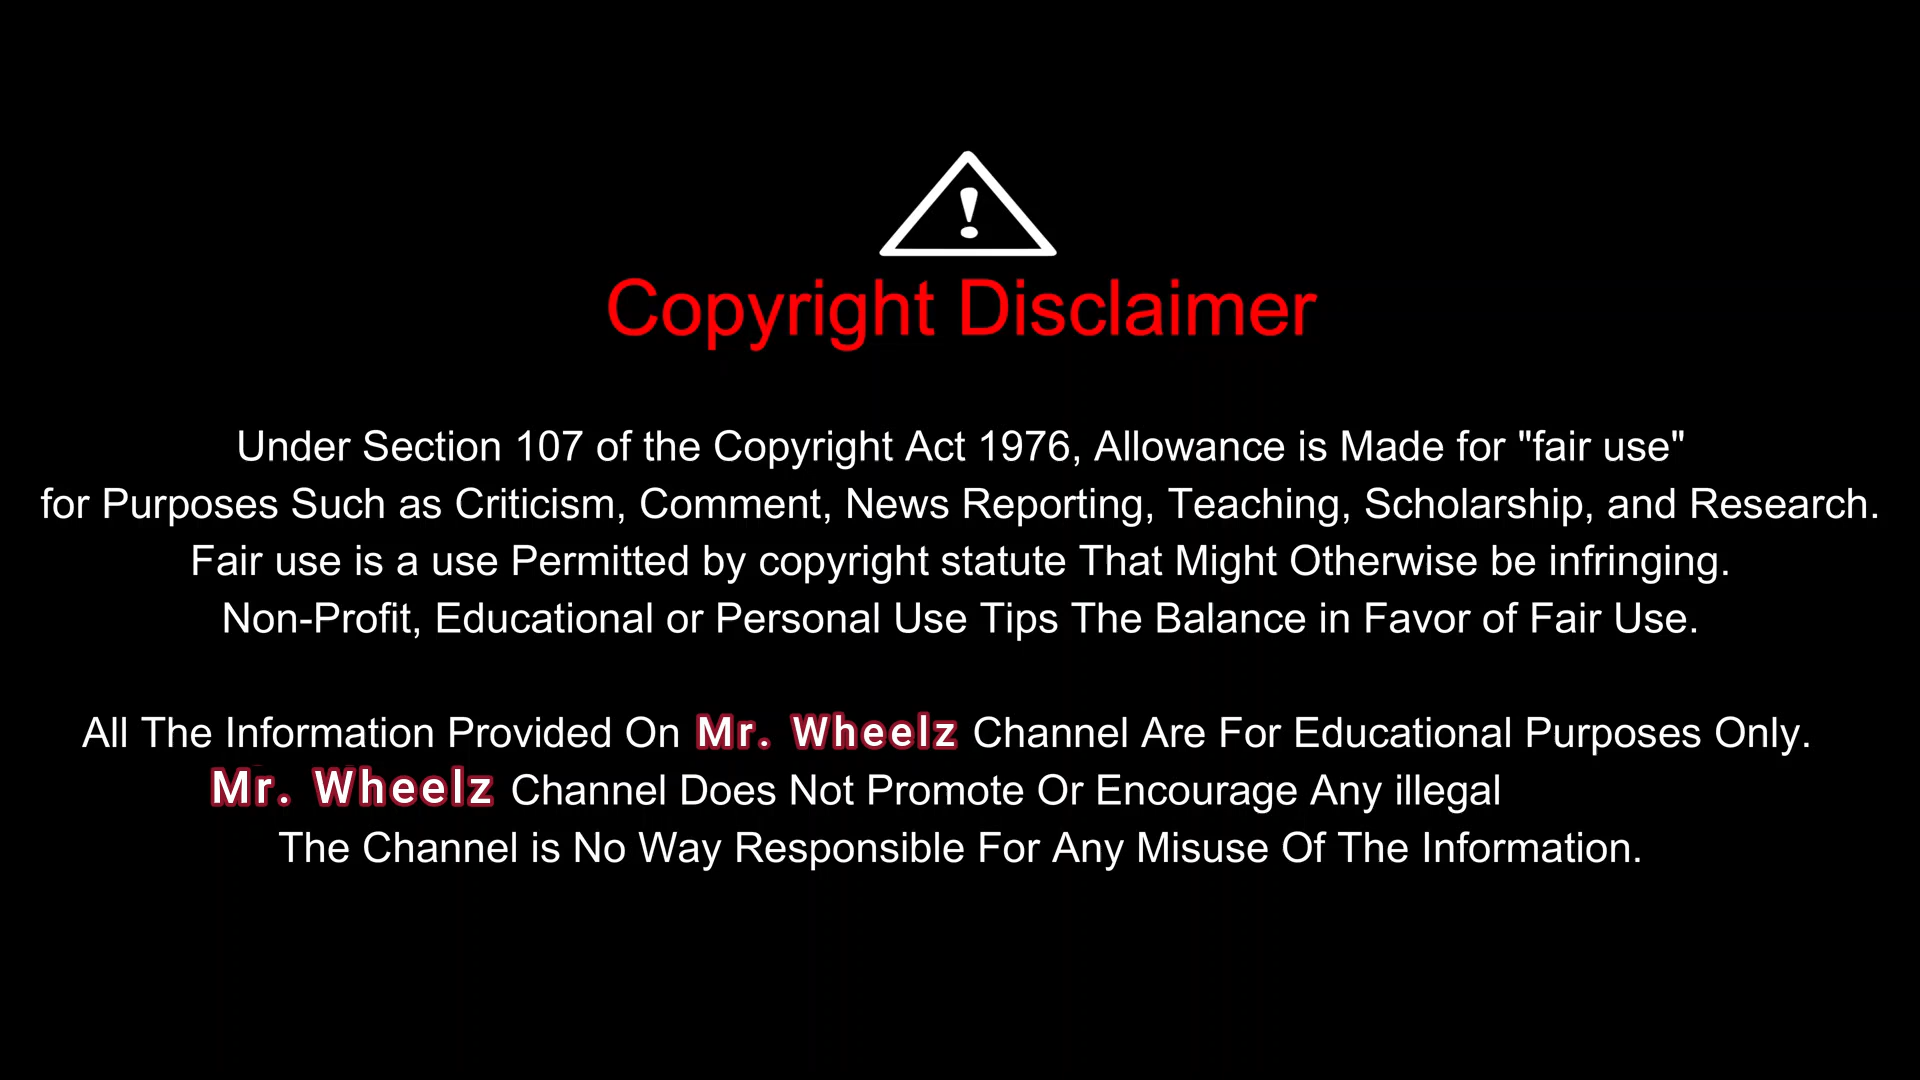 !
Copyright Disclaimer
Under Section 107 of the Copyright Act 1976, Allowance is Made for "fair use"
for Purposes Such as Criticism, Comment, News Reporting, Teaching, Scholarship, and Research.
Fair use is a use Permitted by copyright statute That Might Otherwise be infringing.
Non-Profit, Educational or Personal Use Tips The Balance in Favor of Fair Use.
All The Information Provided On Mr. Wheelz Channel Are For Educational Purposes Only.
Mr. Wheelz Channel Does Not Promote Or Encourage Any illegal
The Channel is No Way Responsible For Any Misuse Of The Information.